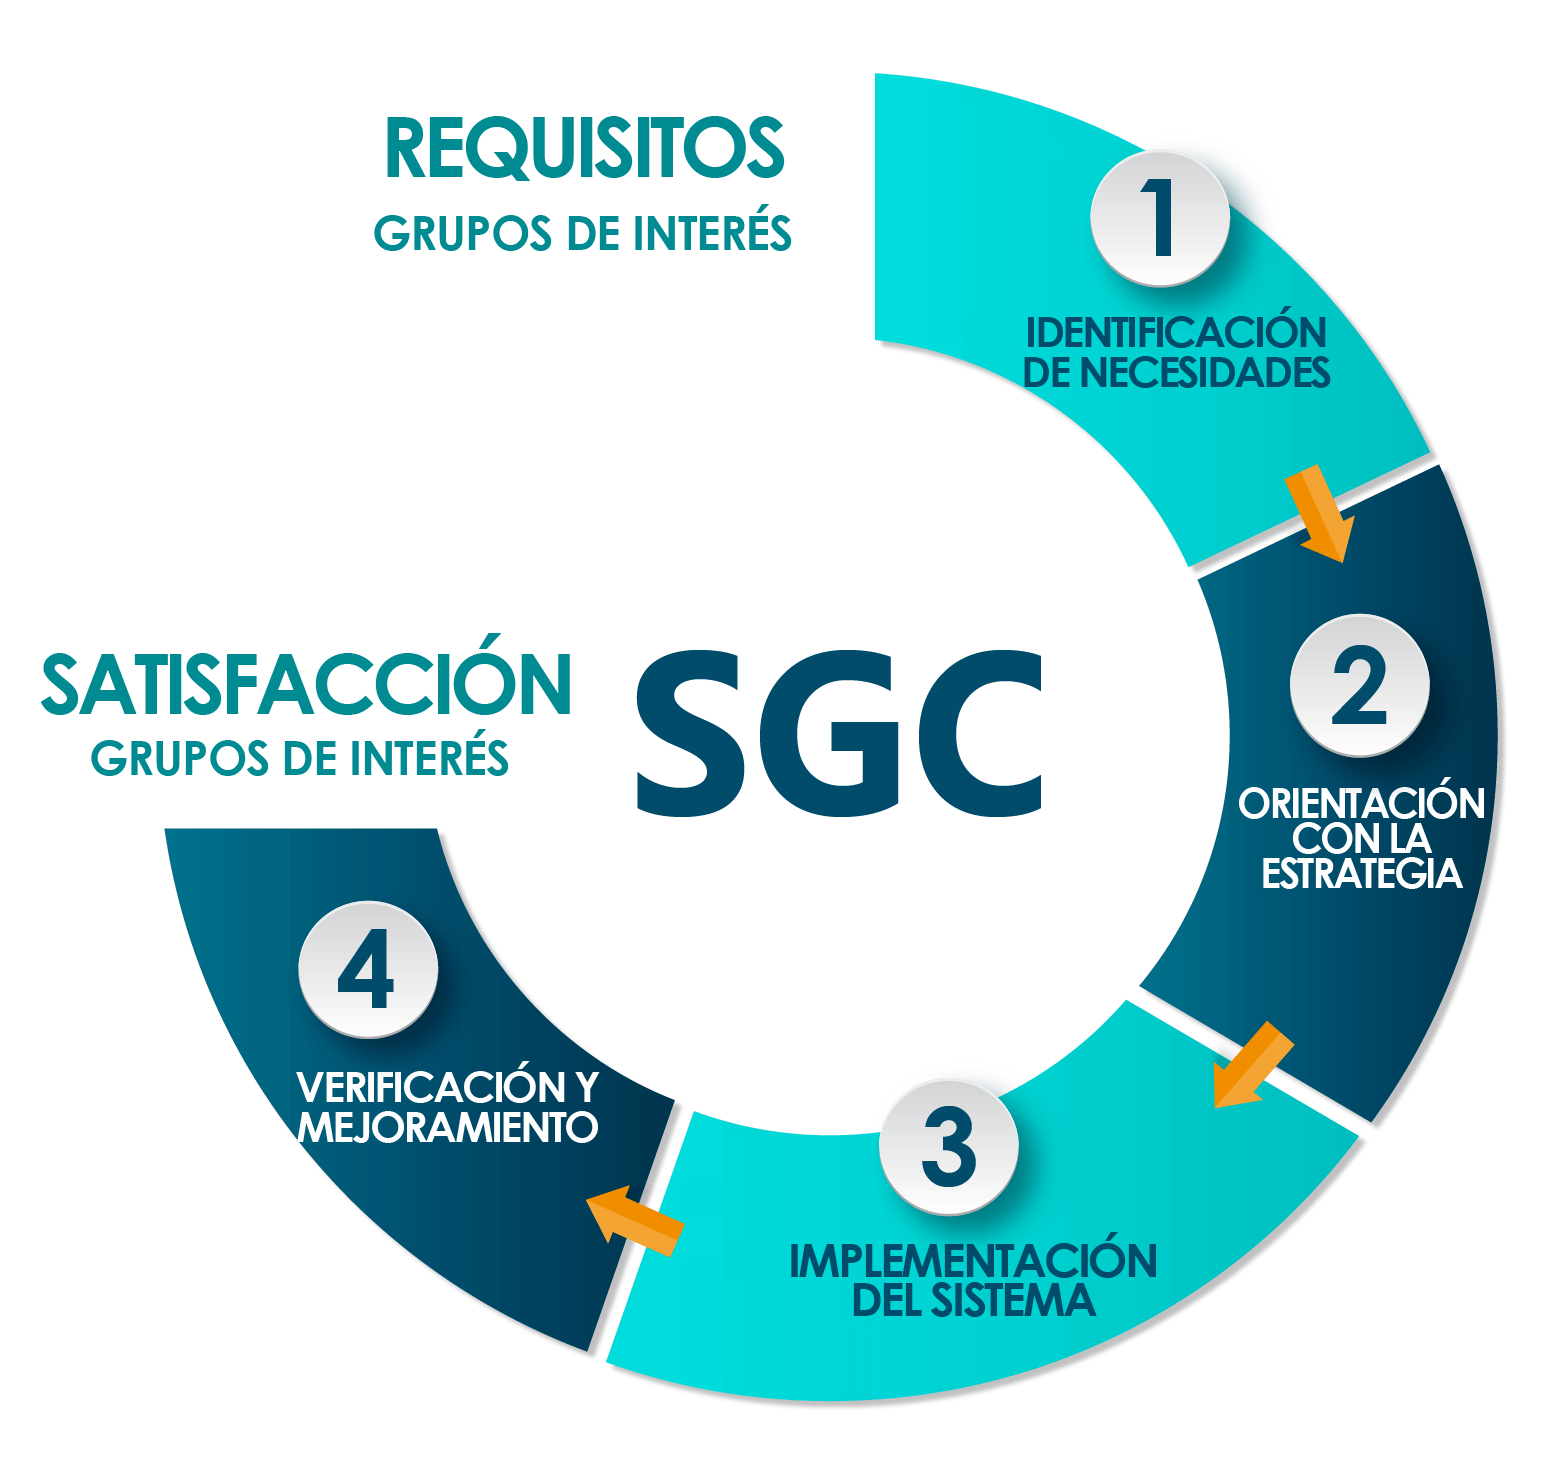 REQUISITOS
GRUPOS DE INTERÉS
1
IDENTIFICACIÓN
DE NECESIDADES
2
ORIENTACIÓN
CON LA
ESTRATEGIA
3
IMPLEMENTACIÓN
DEL SISTEMA
4
VERIFICACIÓN Y
MEJORAMIENTO
SATISFACCIÓN
GRUPOS DE INTERÉS
SGC